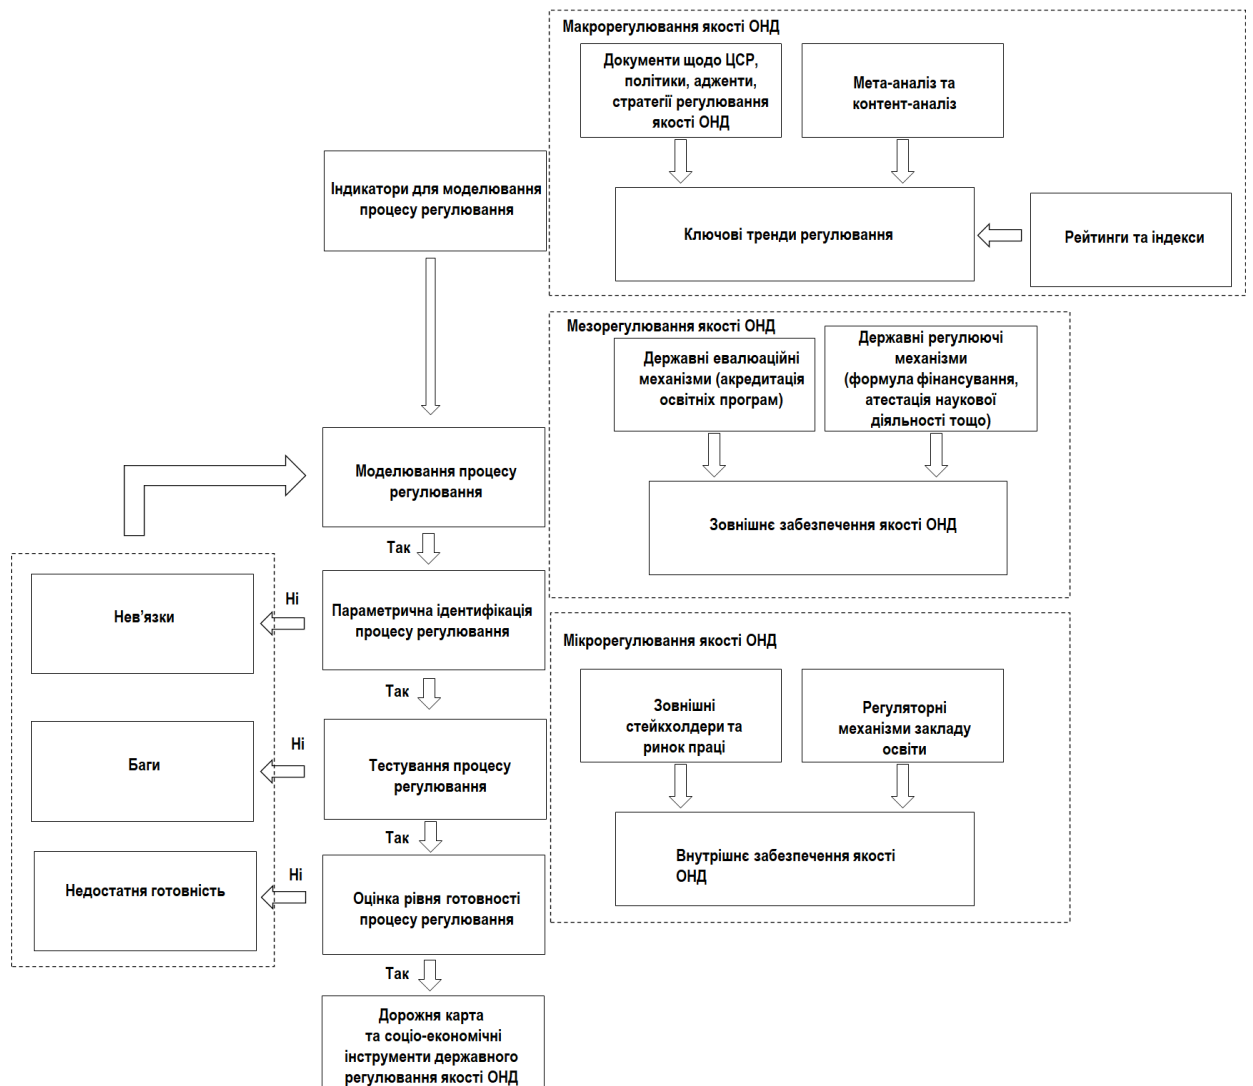 Макрорегулювання якості ОНД
Документи щодо ЦСР,
політики, адженти,
стратегії регулювання
якості ОНД
Мета-аналіз та
контент-аналіз
Ключові тренди регулювання
Рейтинги та індекси
Індикатори для моделювання
процесу регулювання
Мезорегулювання якості ОНД
Державні евалюаційні
механізми (акредитація
освітніх програм)
Державні регулюючі
механізми
(формула фінансування,
атестація наукової
діяльності тощо)
Зовнішнє забезпечення якості ОНД
Моделювання процесу
регулювання
Так
Параметрична ідентифікація
процесу регулювання
Ні
Нев’язки
Так
Тестування процесу
регулювання
Ні
Баги
Так
Оцінка рівня готовності
процесу регулювання
Ні
Недостатня готовність
Так
Дорожня карта
та соціо-економічні
інструменти державного
регулювання якості ОНД
Мікрорегулювання якості ОНД
Зовнішні
стейкхолдери та
ринок праці
Регуляторні
механізми закладу
освіти
Внутрішнє забезпечення якості
ОНД